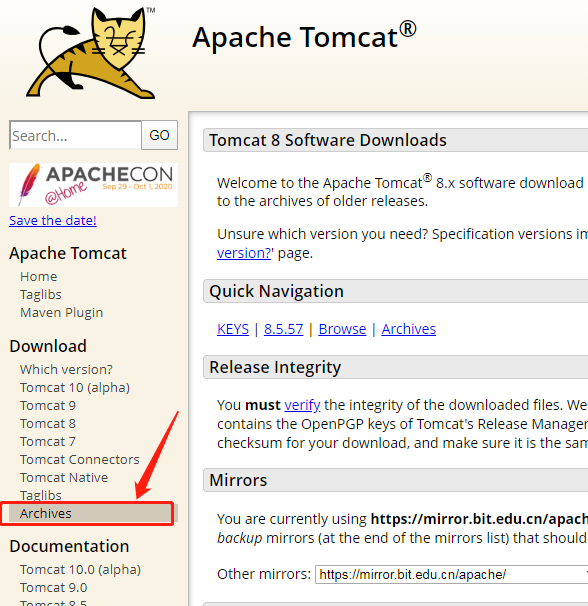 TM
Apache Tomcat®
Search...
GO
APACHECON
@Home
Sep 29 - Oct 1, 2020
Save the date!
Apache Tomcat
Home
Taglibs
Maven Plugin
Download
Which version?
Tomcat 10 (alpha)
Tomcat 9
Tomcat 8
Tomcat 7
Tomcat Connectors
Tomcat Native
Taglibs
Archives
Documentation
Tomcat 10.0 (alpha)
Tomcat 9.0
Tomcat 8.5
Tomcat 8 Software Downloads
Welcome to the Apache Tomcat® 8.x software download
to the archives of older releases.
Unsure which version you need? Specification versions im
version?' page.
Quick Navigation
KEYS | 8.5.57 | Browse | Archives
Release Integrity
You must verify the integrity of the downloaded files. We
contains the OpenPGP keys of Tomcat's Release Manager
checksum for your download, and make sure it is the sam
Mirrors
You are currently using https://mirror.bit.edu.cn/apach
backup mirrors (at the end of the mirrors list) that should
Other mirrors: https://mirror.bit.edu.cn/apache/